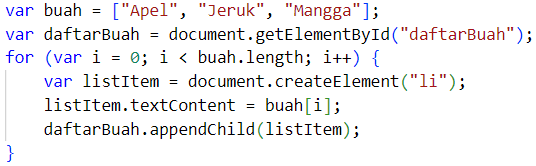 var buah = ["Apel", "Jeruk", "Mangga"];
var daftarBuah = document.getElementById("daftarBuah");
for (var i = 0; i < buah.length; i++) {
    var listItem = document.createElement("li");
    listItem.textContent = buah[i];
    daftarBuah.appendChild(listItem);
}